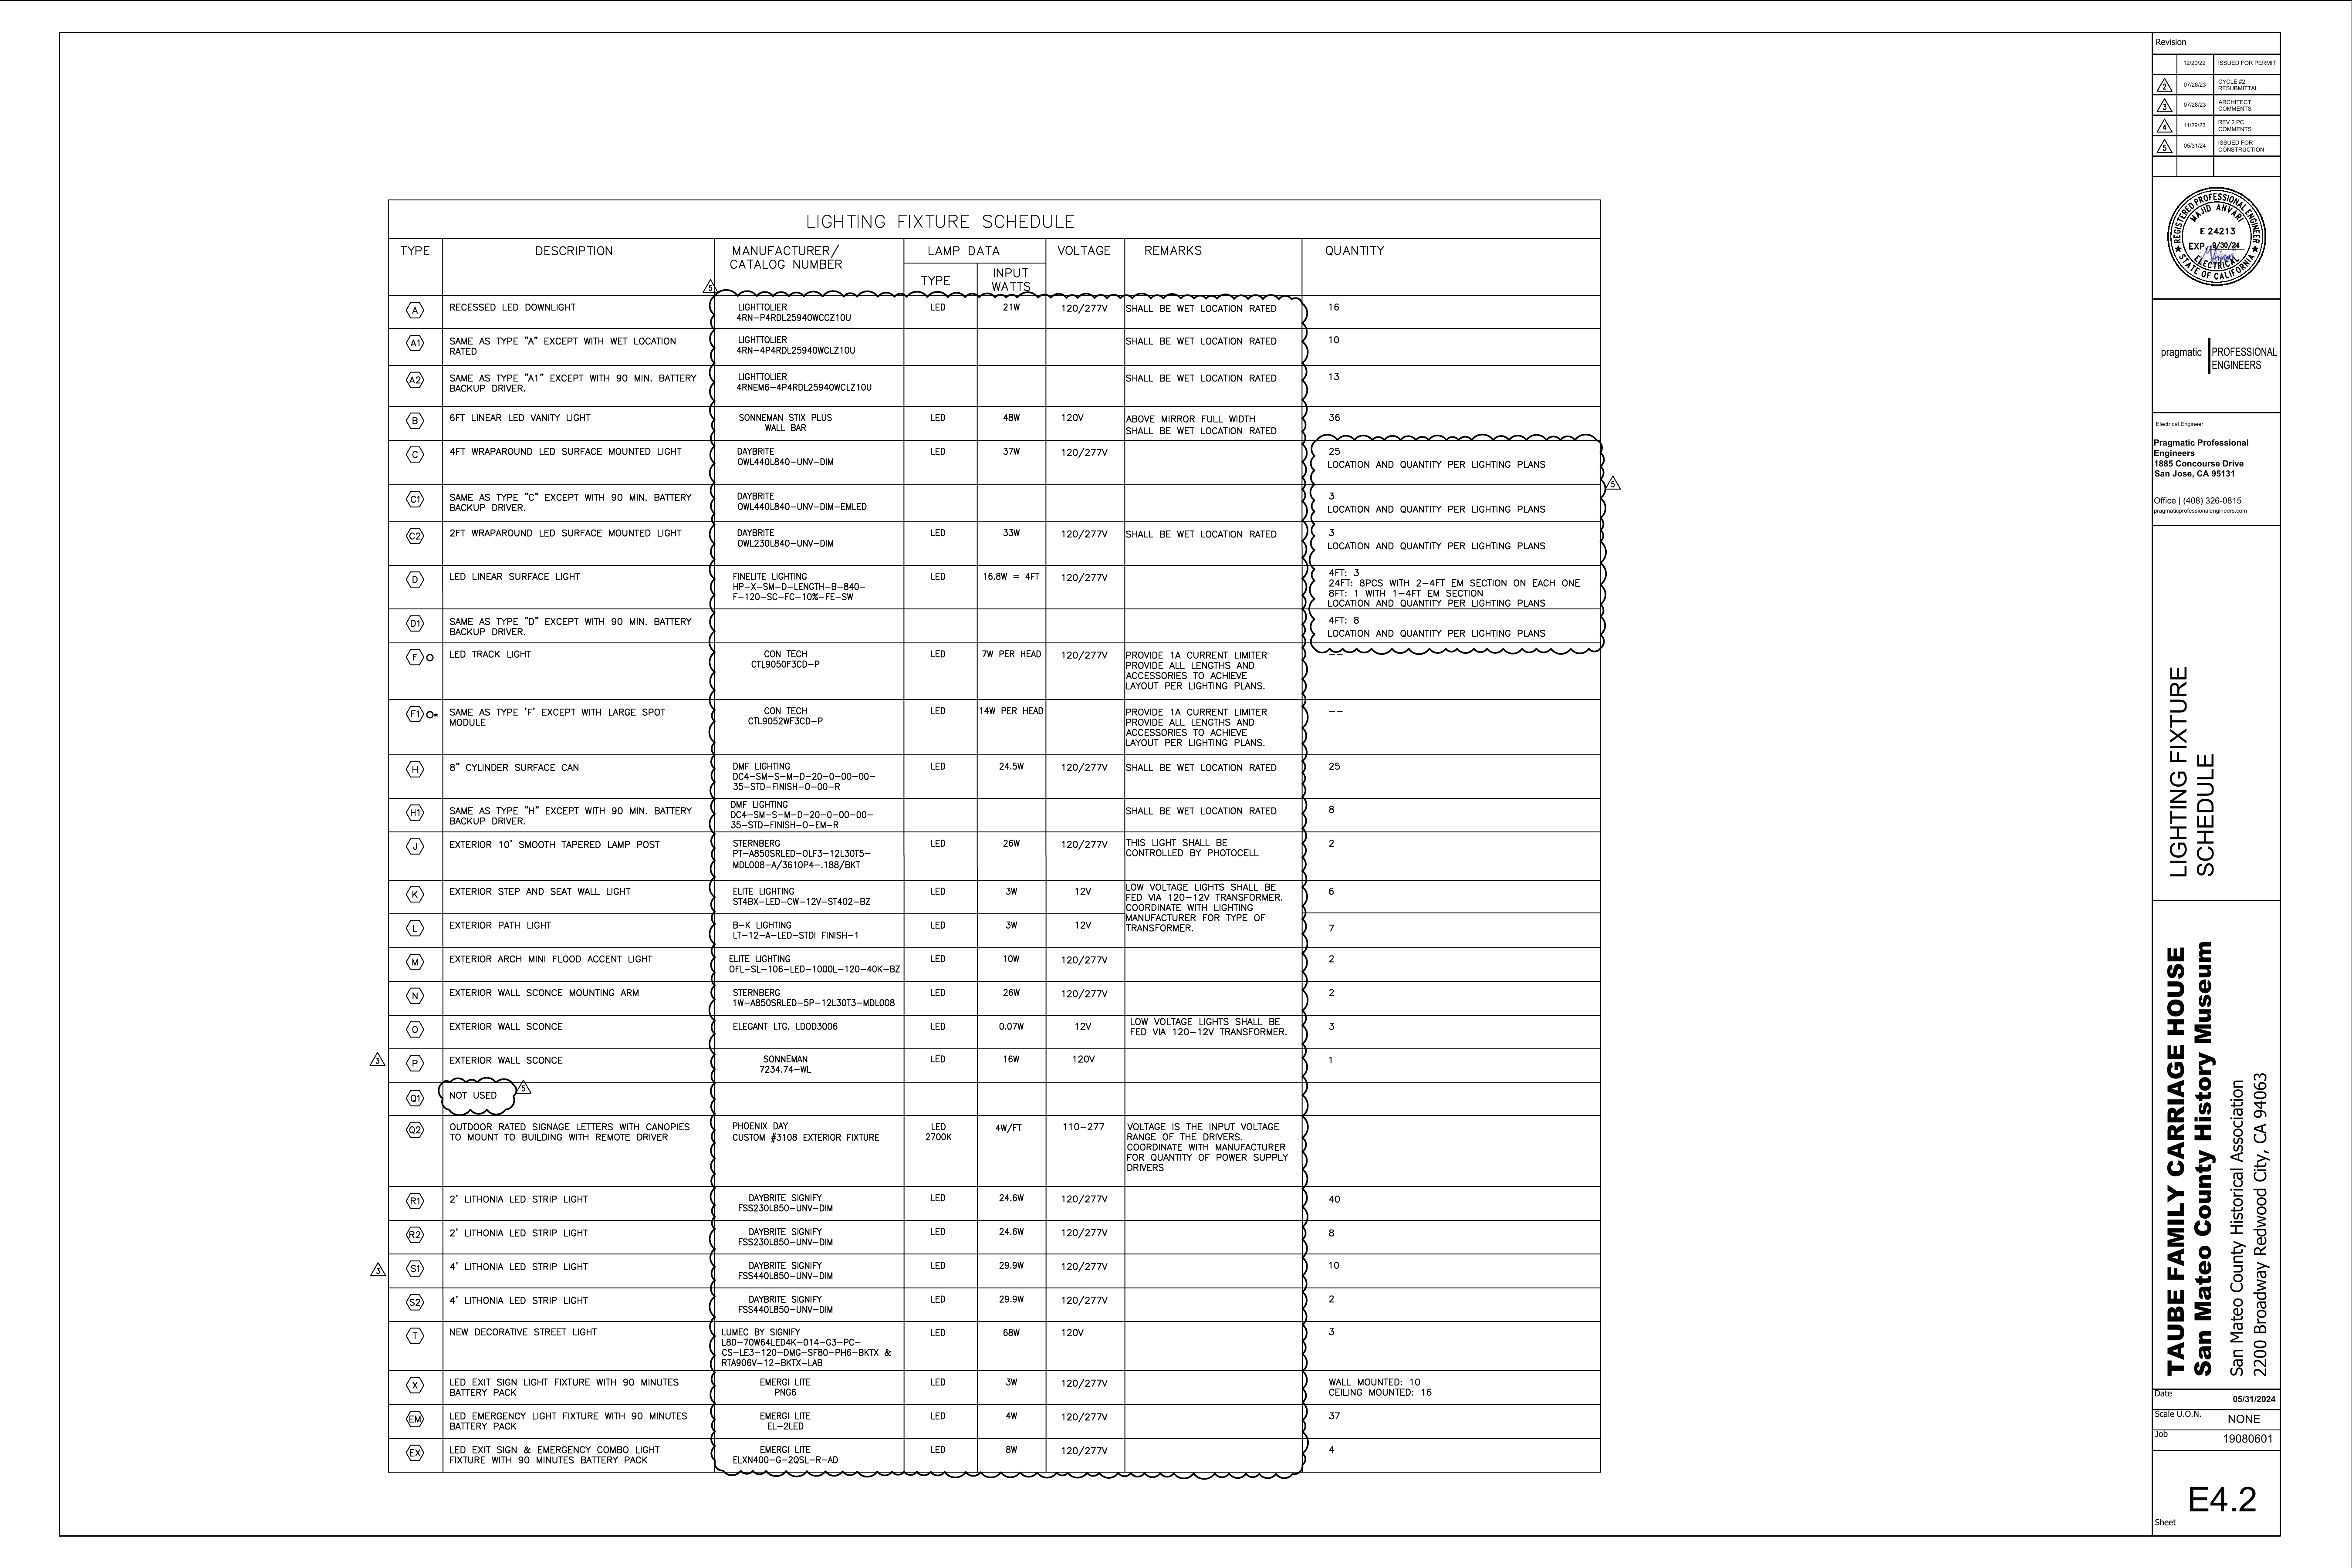 LIGHTING FIXTURE SCHEDULE
TYPE
DESCRIPTION
MANUFACTURER/
CATALOG NUMBER
LAMP DATA
TYPE
INPUT
WATTS
VOLTAGE
REMARKS
QUANTITY
5
A
RECESSED LED DOWNLIGHT
LIGHTTOLIER
4RN-P4RDL25940WCCZ10U
LED
21W
120/277V
SHALL BE WET LOCATION RATED
16
A1
SAME AS TYPE "A" EXCEPT WITH WET LOCATION
RATED
LIGHTTOLIER
4RN-4P4RDL25940WCLZ10U
SHALL BE WET LOCATION RATED
10
A2
SAME AS TYPE "A1" EXCEPT WITH 90 MIN. BATTERY
BACKUP DRIVER.
LIGHTTOLIER
4RNEM6-4P4RDL25940WCLZ10U
SHALL BE WET LOCATION RATED
13
B
6FT LINEAR LED VANITY LIGHT
SONNEMAN STIX PLUS
WALL BAR
LED
48W
120V
ABOVE MIRROR FULL WIDTH
SHALL BE WET LOCATION RATED
36
C
4FT WRAPAROUND LED SURFACE MOUNTED LIGHT
DAYBRITE
OWL440L840-UNV-DIM
LED
37W
120/277V
25
LOCATION AND QUANTITY PER LIGHTING PLANS
5
C1
SAME AS TYPE "C" EXCEPT WITH 90 MIN. BATTERY
BACKUP DRIVER.
DAYBRITE
OWL440L840-UNV-DIM-EMLED
3
LOCATION AND QUANTITY PER LIGHTING PLANS
C2
2FT WRAPAROUND LED SURFACE MOUNTED LIGHT
DAYBRITE
OWL230L840-UNV-DIM
LED
33W
120/277V
SHALL BE WET LOCATION RATED
3
LOCATION AND QUANTITY PER LIGHTING PLANS
D
LED LINEAR SURFACE LIGHT
FINELITE LIGHTING
HP-X-SM-D-LENGTH-B-840-
F-120-SC-FC-10%-FE-SW
LED
16.8W = 4FT
120/277V
4FT: 3
24FT: 8PCS WITH 2-4FT EM SECTION ON EACH ONE
8FT: 1 WITH 1-4FT EM SECTION
LOCATION AND QUANTITY PER LIGHTING PLANS
D1
SAME AS TYPE "D" EXCEPT WITH 90 MIN. BATTERY
BACKUP DRIVER.
4FT: 8
LOCATION AND QUANTITY PER LIGHTING PLANS
F
LED TRACK LIGHT
CON TECH
CTL9050F3CD-P
LED
7W PER HEAD
120/277V
PROVIDE 1A CURRENT LIMITER
PROVIDE ALL LENGTHS AND
ACCESSORIES TO ACHIEVE
LAYOUT PER LIGHTING PLANS.
--
F1
SAME AS TYPE 'F' EXCEPT WITH LARGE SPOT
MODULE
CON TECH
CTL9052WF3CD-P
LED
14W PER HEAD
PROVIDE 1A CURRENT LIMITER
PROVIDE ALL LENGTHS AND
ACCESSORIES TO ACHIEVE
LAYOUT PER LIGHTING PLANS.
--
H
8" CYLINDER SURFACE CAN
DMF LIGHTING
DC4-SM-S-M-D-20-0-00-00-
35-STD-FINISH-0-00-R
LED
24.5W
120/277V
SHALL BE WET LOCATION RATED
25
H1
SAME AS TYPE "H" EXCEPT WITH 90 MIN. BATTERY
BACKUP DRIVER.
DMF LIGHTING
DC4-SM-S-M-D-20-0-00-00-
35-STD-FINISH-0-EM-R
SHALL BE WET LOCATION RATED
8
J
EXTERIOR 10' SMOOTH TAPERED LAMP POST
STERNBERG
PT-A850SRLED-OLF3-12L30T5-
MDL008-A/3610P4-.188/BKT
LED
26W
120/277V
THIS LIGHT SHALL BE
CONTROLLED BY PHOTOCELL
2
K
EXTERIOR STEP AND SEAT WALL LIGHT
ELITE LIGHTING
ST4BX-LED-CW-12V-ST402-BZ
LED
3W
12V
LOW VOLTAGE LIGHTS SHALL BE
FED VIA 120-12V TRANSFORMER.
COORDINATE WITH LIGHTING
MANUFACTURER FOR TYPE OF
TRANSFORMER.
6
L
EXTERIOR PATH LIGHT
B-K LIGHTING
LT-12-A-LED-STDI FINISH-1
LED
3W
12V
7
M
EXTERIOR ARCH MINI FLOOD ACCENT LIGHT
ELITE LIGHTING
OFL-SL-106-LED-1000L-120-40K-BZ
LED
10W
120/277V
2
N
EXTERIOR WALL SCONCE MOUNTING ARM
STERNBERG
1W-A850SRLED-5P-12L30T3-MDL008
LED
26W
120/277V
2
O
EXTERIOR WALL SCONCE
ELEGANT LTG. LDOD3006
LED
0.07W
12V
LOW VOLTAGE LIGHTS SHALL BE
FED VIA 120-12V TRANSFORMER.
3
3
P
EXTERIOR WALL SCONCE
SONNEMAN
7234.74-WL
LED
16W
120V
1
Q1
NOT USED
5
Q2
OUTDOOR RATED SIGNAGE LETTERS WITH CANOPIES
TO MOUNT TO BUILDING WITH REMOTE DRIVER
PHOENIX DAY
CUSTOM #3108 EXTERIOR FIXTURE
LED
2700K
4W/FT
110-277
VOLTAGE IS THE INPUT VOLTAGE
RANGE OF THE DRIVERS.
COORDINATE WITH MANUFACTURER
FOR QUANTITY OF POWER SUPPLY
DRIVERS
R1
2' LITHONIA LED STRIP LIGHT
DAYBRITE SIGNIFY
FSS230L850-UNV-DIM
LED
24.6W
120/277V
40
R2
2' LITHONIA LED STRIP LIGHT
DAYBRITE SIGNIFY
FSS230L850-UNV-DIM
LED
24.6W
120/277V
8
3
S1
4' LITHONIA LED STRIP LIGHT
DAYBRITE SIGNIFY
FSS440L850-UNV-DIM
LED
29.9W
120/277V
10
S2
4' LITHONIA LED STRIP LIGHT
DAYBRITE SIGNIFY
FSS440L850-UNV-DIM
LED
29.9W
120/277V
2
T
NEW DECORATIVE STREET LIGHT
LUMEC BY SIGNIFY
L80-70W64LED4K-014-G3-PC-
CS-LE3-120-DMG-SF80-PH6-BKTX &
RTA906V-12-BKTX-LAB
LED
68W
120V
3
X
LED EXIT SIGN LIGHT FIXTURE WITH 90 MINUTES
BATTERY PACK
EMERGI LITE
PNG6
LED
3W
120/277V
WALL MOUNTED: 10
CEILING MOUNTED: 16
EM
LED EMERGENCY LIGHT FIXTURE WITH 90 MINUTES
BATTERY PACK
EMERGI LITE
EL-2LED
LED
4W
120/277V
37
EX
LED EXIT SIGN & EMERGENCY COMBO LIGHT
FIXTURE WITH 90 MINUTES BATTERY PACK
EMERGI LITE
ELXN400-G-2QSL-R-AD
LED
8W
120/277V
4
Revision
12/20/22 ISSUED FOR PERMIT
2 07/28/23 CYCLE #2
RESUBMITTAL
3 07/28/23 ARCHITECT
COMMENTS
4 11/29/23 REV 2 PC
COMMENTS
5 05/31/24 ISSUED FOR
CONSTRUCTION
REGISTERED PROFESSIONAL ENGINEER
MAJID ANVARI
E 24213
EXP. 9/30/24
ELECTRICAL
STATE OF CALIFORNIA
pragmatic PROFESSIONAL
ENGINEERS
Electrical Engineer
Pragmatic Professional
Engineers
1885 Concourse Drive
San Jose, CA 95131
Office | (408) 326-0815
pragmaticprofessionalengineers.com
LIGHTING FIXTURE
SCHEDULE
TAUBE FAMILY CARRIAGE HOUSE
San Mateo County History Museum
San Mateo County Historical Association
2200 Broadway Redwood City, CA 94063
Date
05/31/2024
Scale U.O.N.
NONE
Job
19080601
E4.2
Sheet